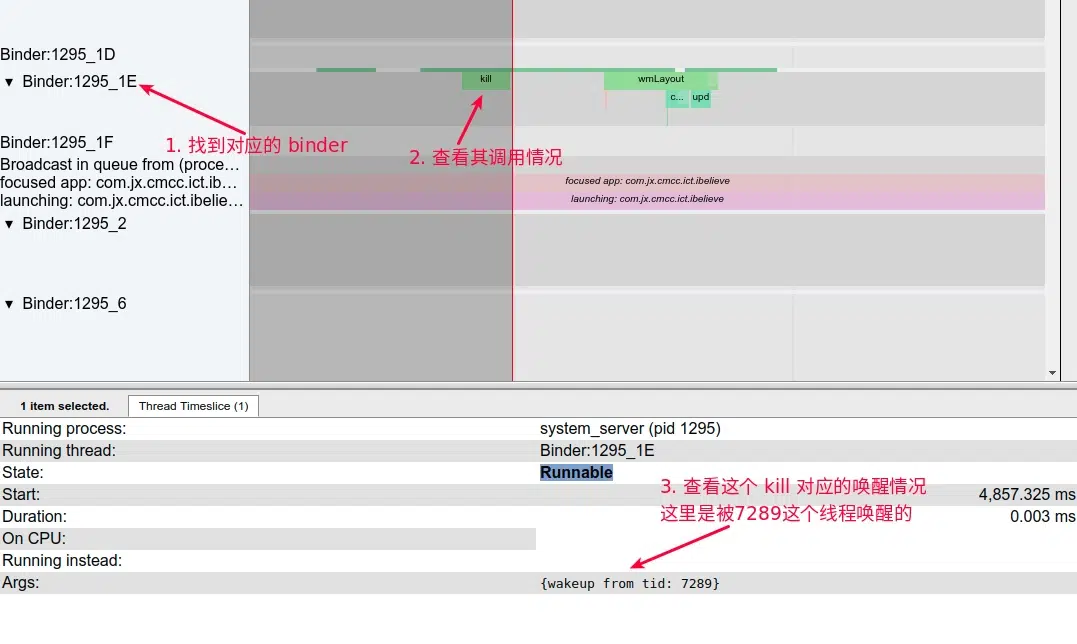 Binder:1295_1D
▼ Binder:1295_1E
kill
wmLayout
c...
upd
1. 找到对应的 binder
2. 查看其调用情况
Binder:1295_1F
Broadcast in queue from (proce…
focused app: com.jx.cmcc.ict.ib…
focused app: com.jx.cmcc.ict.ibelieve
launching: com.jx.cmcc.ict.ibelie…
launching: com.jx.cmcc.ict.ibelieve
▼ Binder:1295_2
▼ Binder:1295_6
1 item selected.
Thread Timeslice (1)
Running process:
system_server (pid 1295)
Running thread:
Binder:1295_1E
State:
Runnable
3. 查看这个 kill 对应的唤醒情况
这里是被7289这个线程唤醒的
Start:
4,857.325 ms
Duration:
0.003 ms
On CPU:
Running instead:
Args:
{wakeup from tid: 7289}